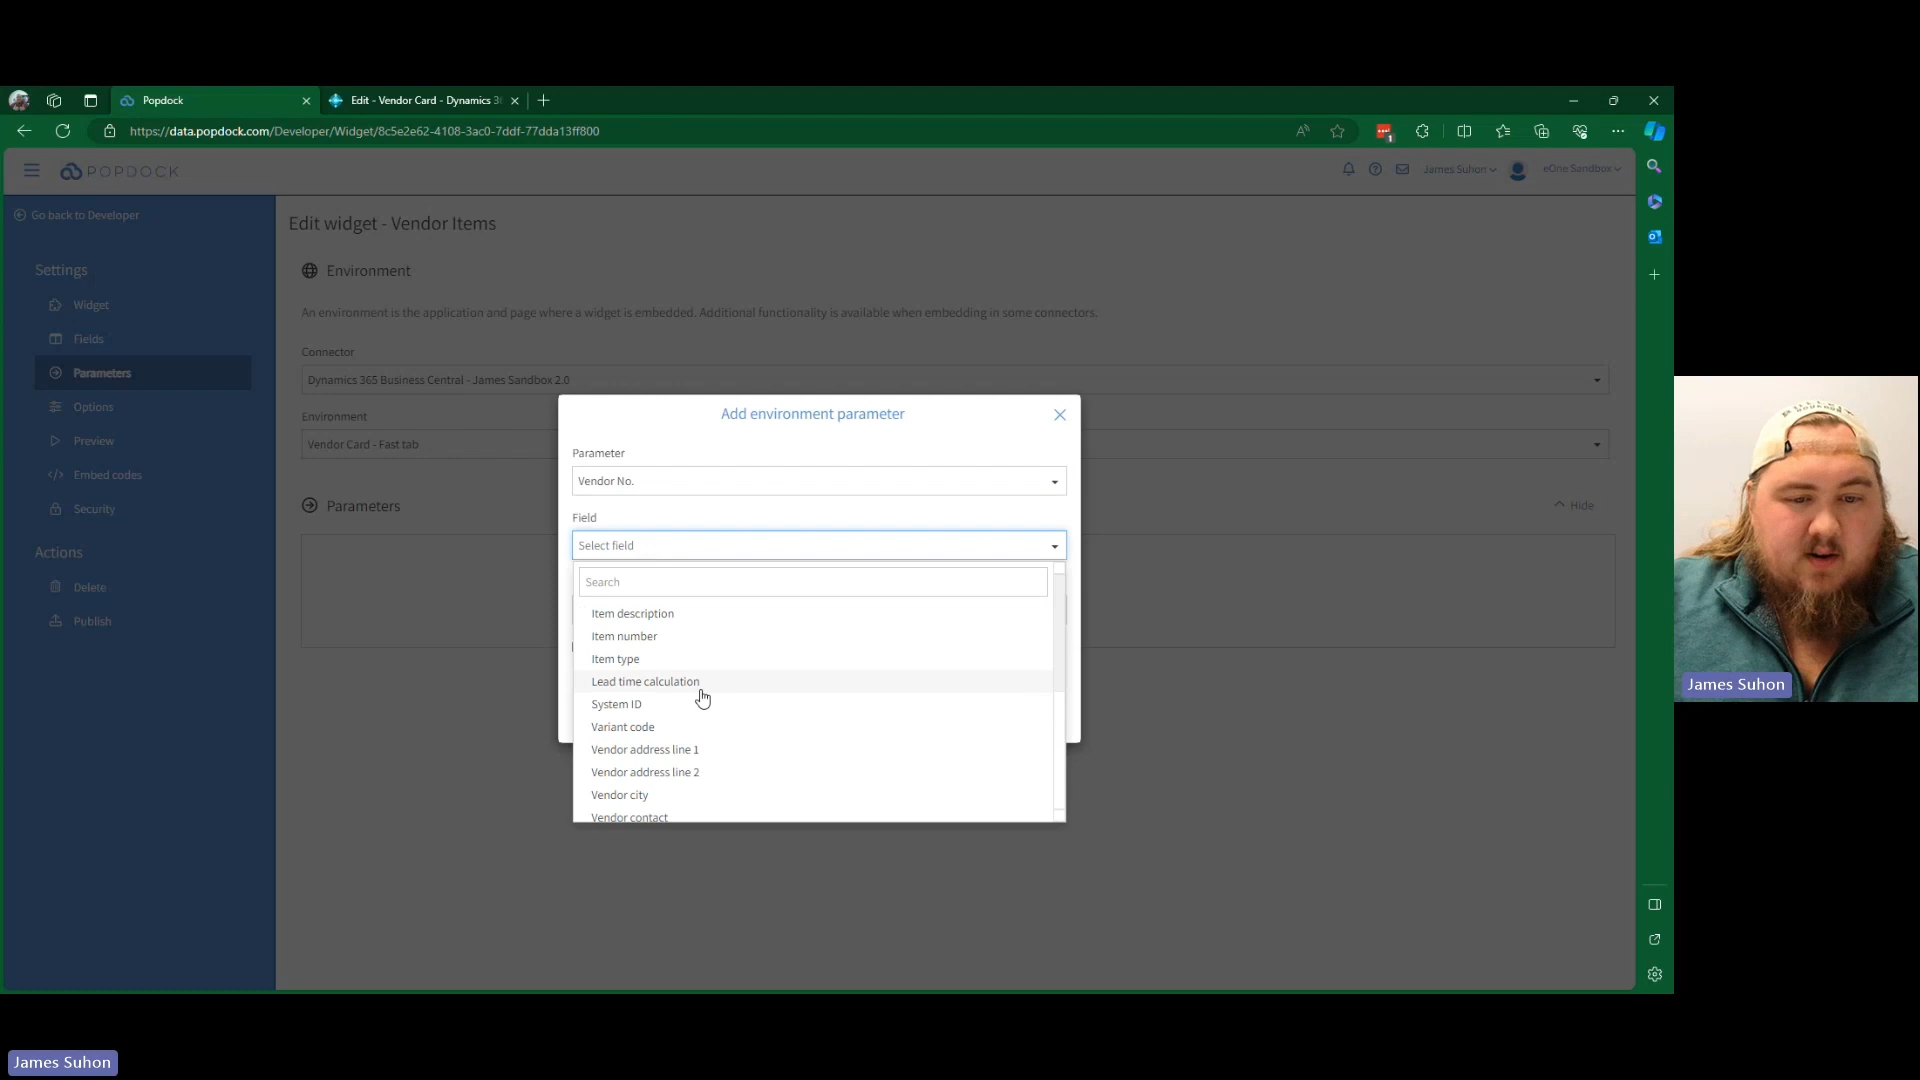 Popdock
Edit - Vendor Card - Dynamics 36
https://data.popdock.com/Developer/Widget/8c5e2e62-4108-3ac0-7ddf-77dda13ff800
1
POPDOCK
James Suhon
eOne Sandbox
Go back to Developer
Edit widget - Vendor Items
Settings
Widget
Fields
Parameters
Options
Preview
Embed codes
Security
Actions
Delete
Publish
Environment
An environment is the application and page where a widget is embedded. Additional functionality is available when embedding in some connectors.
Connector
Dynamics 365 Business Central - James Sandbox 2.0
Environment
Vendor Card - Fast tab
Parameters
Hide
Add environment parameter
Parameter
Vendor No.
Field
Select field
Search
Item description
Item number
Item type
Lead time calculation
System ID
Variant code
Vendor address line 1
Vendor address line 2
Vendor city
Vendor contact
James Suhon
James Suhon